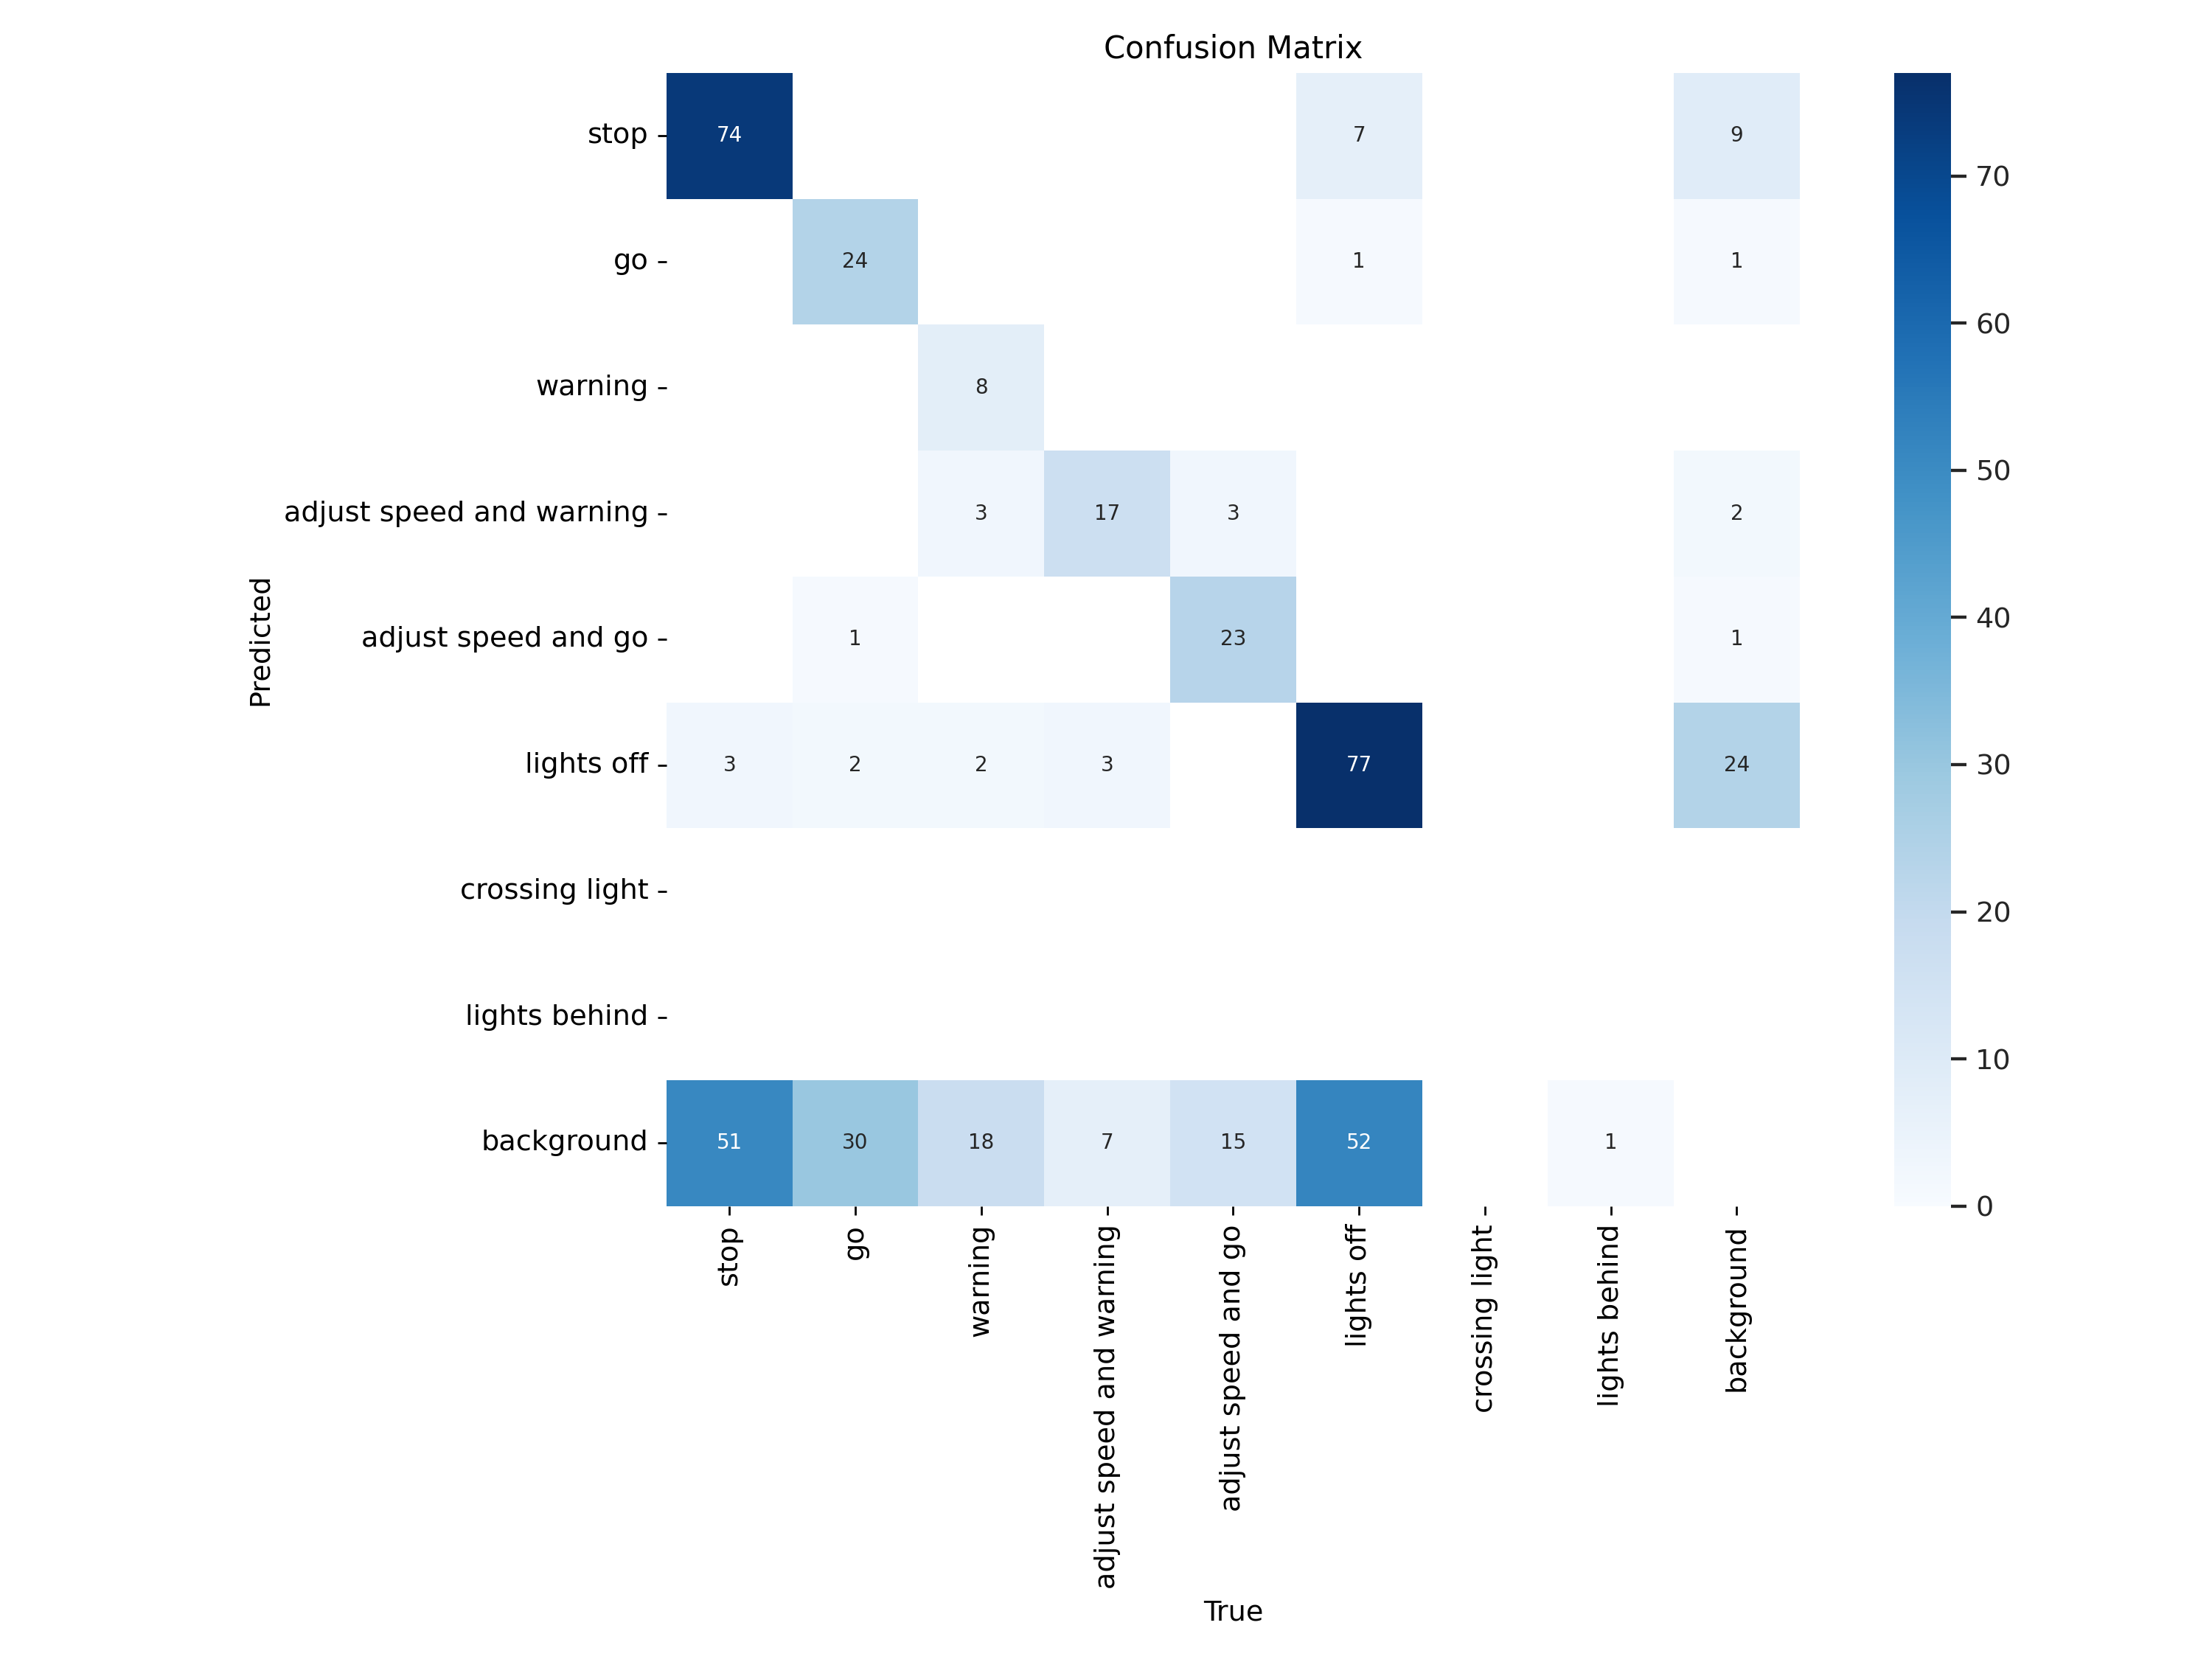 Confusion Matrix
stop
74
7
9
70
go
24
1
1
60
warning
8
50
adjust speed and warning
3
17
3
2
40
Predicted
adjust speed and go
1
23
1
30
lights off
3
2
2
3
77
24
20
crossing light
lights behind
10
background
51
30
18
7
15
52
1
0
stop
go
warning
adjust speed and warning
adjust speed and go
lights off
crossing light
lights behind
background
True